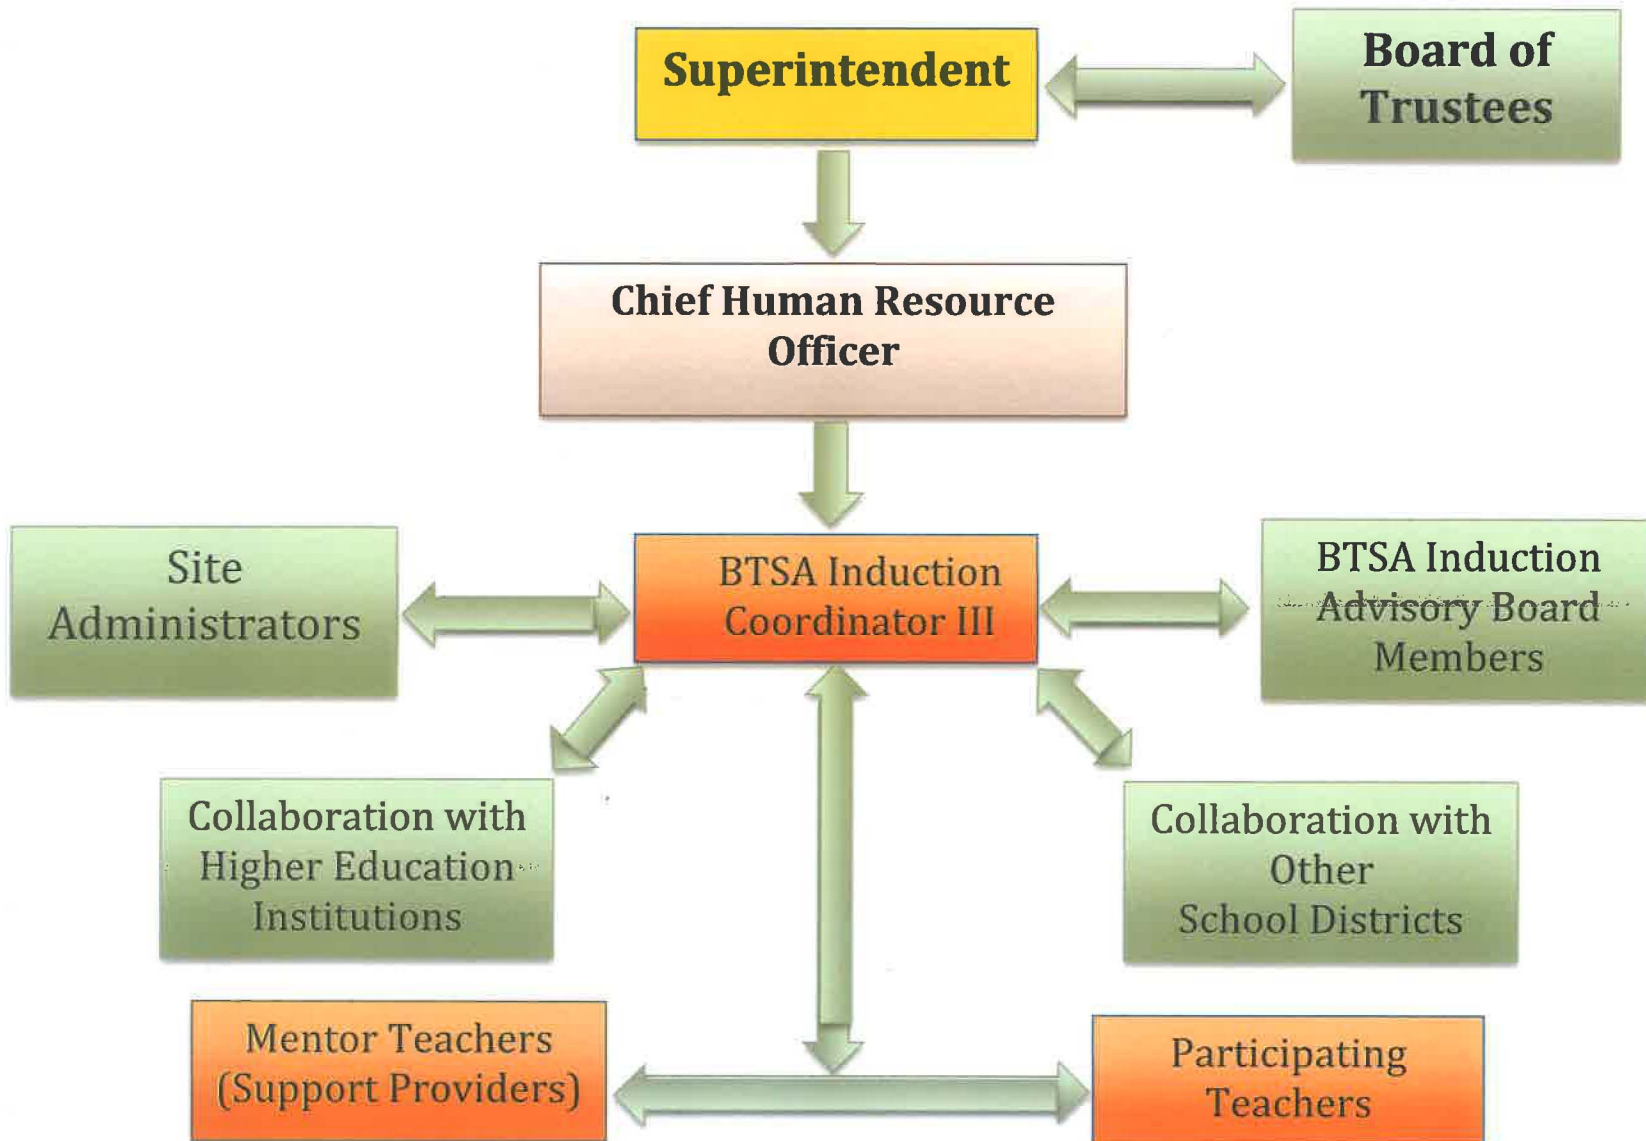 Superintendent
Board of
Trustees
Chief Human Resource
Officer
Site
Administrators
BTSA Induction
Coordinator III
BTSA Induction
Advisory Board
Members
Collaboration with
Higher Education
Institutions
Collaboration with
Other
School Districts
Mentor Teachers
(Support Providers)
Participating
Teachers